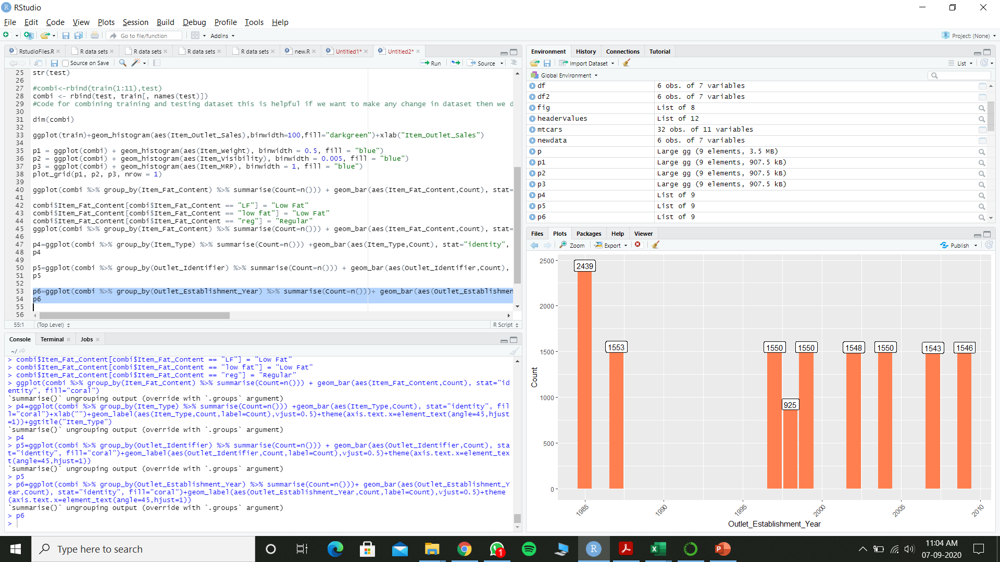 RStudio
File Edit Code View Plots Session Build Debug Profile Tools Help
Go to file/function Addins Project: (None)
RstudioFiles.R R data sets R data sets R data sets R data sets new.R Untitled1* Untitled2*
Source on Save Run Source
25 str(test)
26
27 #combi<-rbind(train(1:11),test)
28 combi <- rbind(test, train[, names(test)])
29 #Code for combining training and testing dataset this is helpful if we want to make any change in dataset then we d
30
31 dim(combi)
32
33 ggplot(train)+geom_histogram(aes(Item_Outlet_Sales),binwidth=100,fill="darkgreen")+xlab("Item_Outlet_Sales")
34
35 p1 = ggplot(combi) + geom_histogram(aes(Item_Weight), binwidth = 0.5, fill = "blue")
36 p2 = ggplot(combi) + geom_histogram(aes(Item_Visibility), binwidth = 0.005, fill = "blue")
37 p3 = ggplot(combi) + geom_histogram(aes(Item_MRP), binwidth = 1, fill = "blue")
38 plot_grid(p1, p2, p3, nrow = 1)
39
40 ggplot(combi %>% group_by(Item_Fat_Content) %>% summarise(Count=n())) + geom_bar(aes(Item_Fat_Content,Count), stat=
41
42 combi$Item_Fat_Content[combi$Item_Fat_Content == "LF"] = "Low Fat"
43 combi$Item_Fat_Content[combi$Item_Fat_Content == "low fat"] = "Low Fat"
44 combi$Item_Fat_Content[combi$Item_Fat_Content == "reg"] = "Regular"
45 ggplot(combi %>% group_by(Item_Fat_Content) %>% summarise(Count=n())) + geom_bar(aes(Item_Fat_Content,Count), stat=
46
47 p4=ggplot(combi %>% group_by(Item_Type) %>% summarise(Count=n())) +geom_bar(aes(Item_Type,Count), stat="identity",
48 p4
49
50 p5=ggplot(combi %>% group_by(Outlet_Identifier) %>% summarise(Count=n())) + geom_bar(aes(Outlet_Identifier,Count),
51 p5
52
53 p6=ggplot(combi %>% group_by(Outlet_Establishment_Year) %>% summarise(Count=n()))+ geom_bar(aes(Outlet_Establishmen
54 p6
55
56
55:1 (Top Level) R Script
Console Terminal Jobs
~/
> combi$Item_Fat_Content[combi$Item_Fat_Content == "LF"] = "Low Fat"
> combi$Item_Fat_Content[combi$Item_Fat_Content == "low fat"] = "Low Fat"
> combi$Item_Fat_Content[combi$Item_Fat_Content == "reg"] = "Regular"
> ggplot(combi %>% group_by(Item_Fat_Content) %>% summarise(Count=n())) + geom_bar(aes(Item_Fat_Content,Count), stat="id
entity", fill="coral")
`summarise()` ungrouping output (override with `.groups` argument)
> p4=ggplot(combi %>% group_by(Item_Type) %>% summarise(Count=n())) +geom_bar(aes(Item_Type,Count), stat="identity", fil
l="coral")+xlab("")+geom_label(aes(Item_Type,Count,label=Count),vjust=0.5)+theme(axis.text.x=element_text(angle=45,hjust
=1))+ggtitle("Item_Type")
`summarise()` ungrouping output (override with `.groups` argument)
> p4
> p5=ggplot(combi %>% group_by(Outlet_Identifier) %>% summarise(Count=n())) + geom_bar(aes(Outlet_Identifier,Count), sta
t="identity", fill="coral")+geom_label(aes(Outlet_Identifier,Count,label=Count),vjust=0.5)+theme(axis.text.x=element_tex
t(angle=45,hjust=1))
`summarise()` ungrouping output (override with `.groups` argument)
> p5
> p6=ggplot(combi %>% group_by(Outlet_Establishment_Year) %>% summarise(Count=n()))+ geom_bar(aes(Outlet_Establishment_Y
ear,Count), stat="identity", fill="coral")+geom_label(aes(Outlet_Establishment_Year,Count,label=Count),vjust=0.5)+theme
(axis.text.x=element_text(angle=45,hjust=1))
`summarise()` ungrouping output (override with `.groups` argument)
> p6
>
Environment History Connections Tutorial
Import Dataset List
Global Environment
df 6 obs. of 7 variables
df2 6 obs. of 7 variables
fig List of 8
headerValues List of 12
mtcars 32 obs. of 11 variables
newdata 6 obs. of 7 variables
p Large gg (9 elements, 3.5 MB)
p1 Large gg (9 elements, 907.5 kB)
p2 Large gg (9 elements, 907.5 kB)
p3 Large gg (9 elements, 907.5 kB)
p4 List of 9
p5 List of 9
p6 List of 9
Files Plots Packages Help Viewer
Zoom Export Publish
2500
2439
2000
1553 1550 1550 1548 1550 1543 1546
1500
925
1000
500
0
Count
1985 1990 1995 2000 2005 2010
Outlet_Establishment_Year
Type here to search
1
11:04 AM
07-09-2020